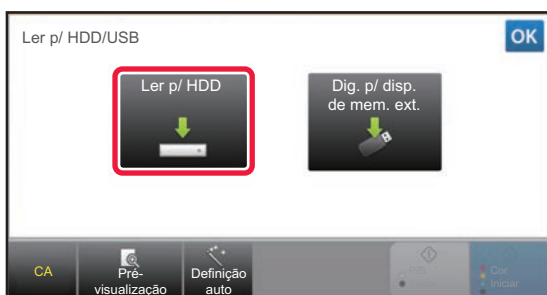 Ler p/ HDD/USB
OK
Ler p/ HDD
Dig. p/ disp.
de mem. ext.
CA
Pré-
visualização
Definição
auto
Cor
Iniciar